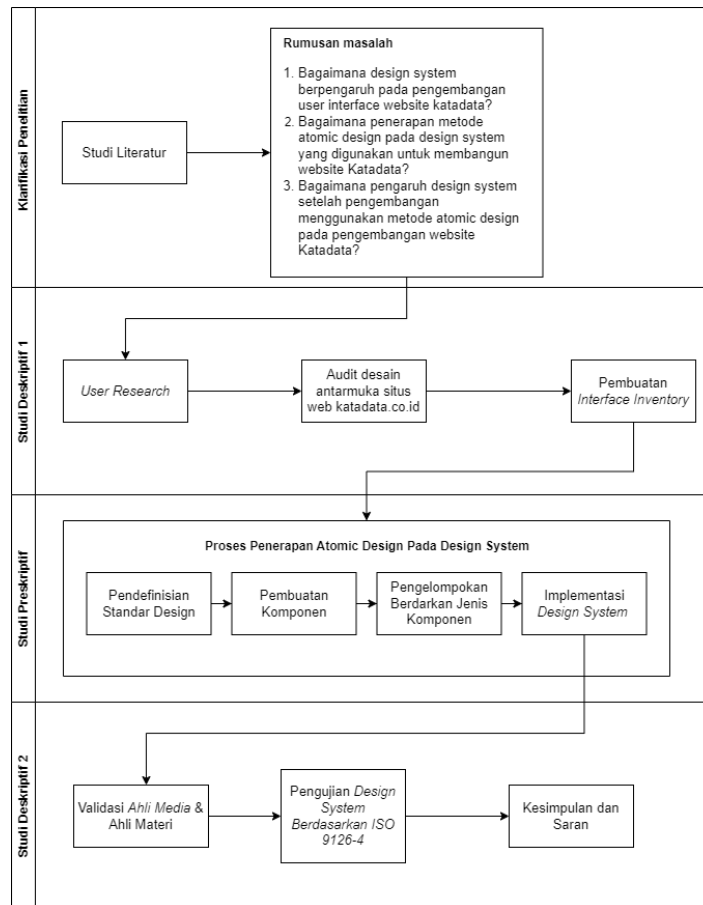 Klarifikasi Penelitian
Rumusan masalah
1. Bagaimana design system
berpengaruh pada pengembangan
user interface website katadata?
2. Bagaimana penerapan metode
atomic design pada design system
yang digunakan untuk membangun
website Katadata?
3. Bagaimana pengaruh design system
setelah pengembangan
menggunakan metode atomic design
pada pengembangan website
Katadata?
Studi Literatur
Studi Deskriptif 1
User Research
Audit desain
antarmuka situs
web katadata.co.id
Pembuatan
Interface Inventory
Studi Preskriptif
Proses Penerapan Atomic Design Pada Design System
Pendefinisian
Standar Design
Pembuatan
Komponen
Pengelompokan
Berdarkan Jenis
Komponen
Implementasi
Design System
Studi Deskriptif 2
Validasi Ahli Media &
Ahli Materi
Pengujian Design
System
Berdasarkan ISO
9126-4
Kesimpulan dan
Saran